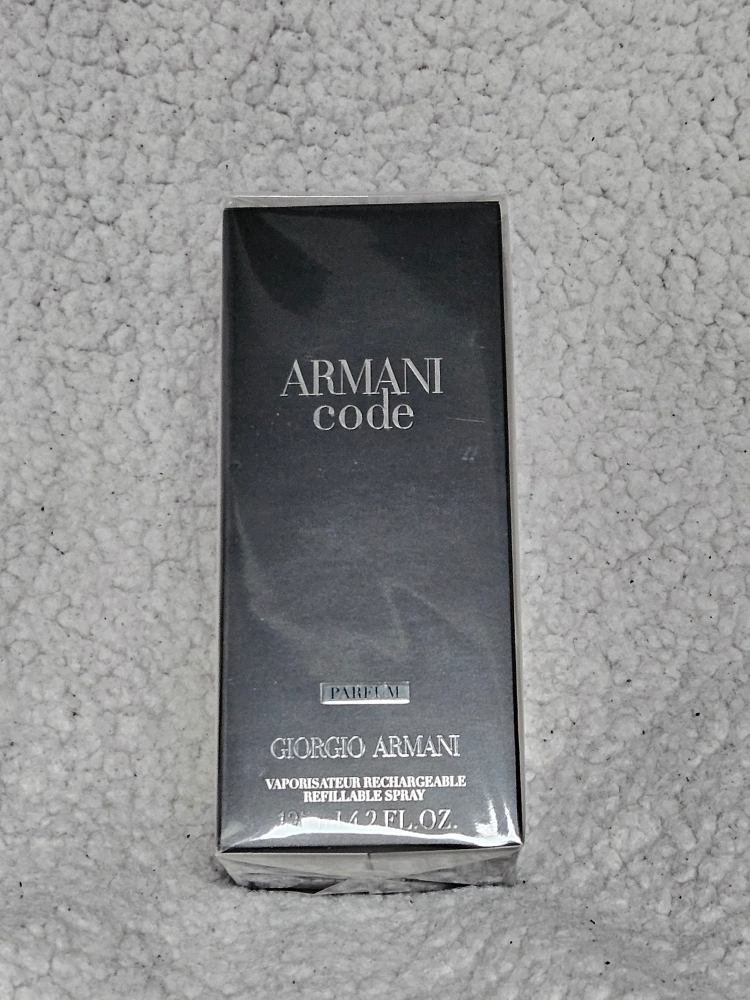 ARMANI
code
PARFUM
GIORGIO ARMANI
VAPORISATEUR RECHARGEABLE
REFILLABLE SPRAY
4.2 FL.OZ.